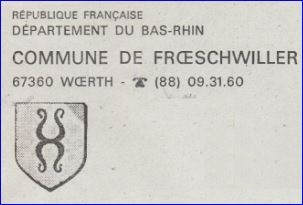 RÉPUBLIQUE FRANÇAISE
DÉPARTEMENT DU BAS-RHIN
COMMUNE DE FRŒSCHWILLER
67360 WŒRTH - ☎ (88) 09.31.60